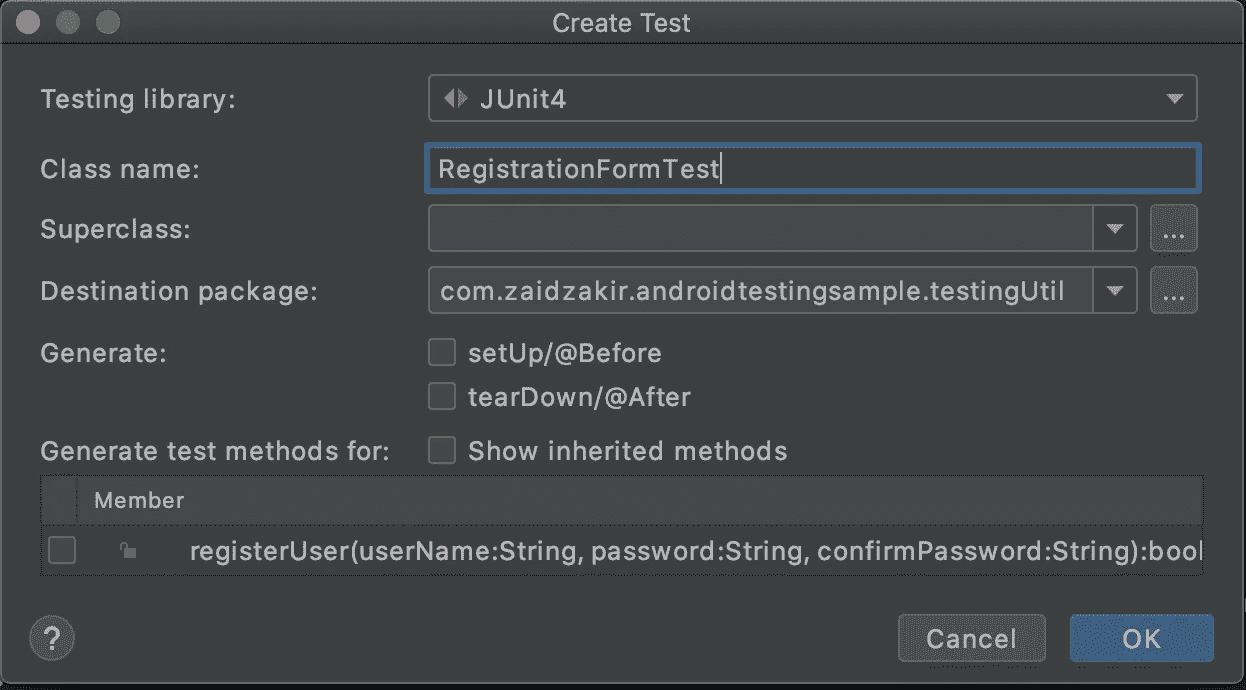 Create Test
Testing library: JUnit4
Class name: RegistrationFormTest
Superclass: ...
Destination package: com.zaidzakir.androidtestingsample.testingUtil ...
Generate: setUp/@Before
tearDown/@After
Generate test methods for: Show inherited methods
Member
registerUser(userName:String, password:String, confirmPassword:String):bool
? Cancel OK